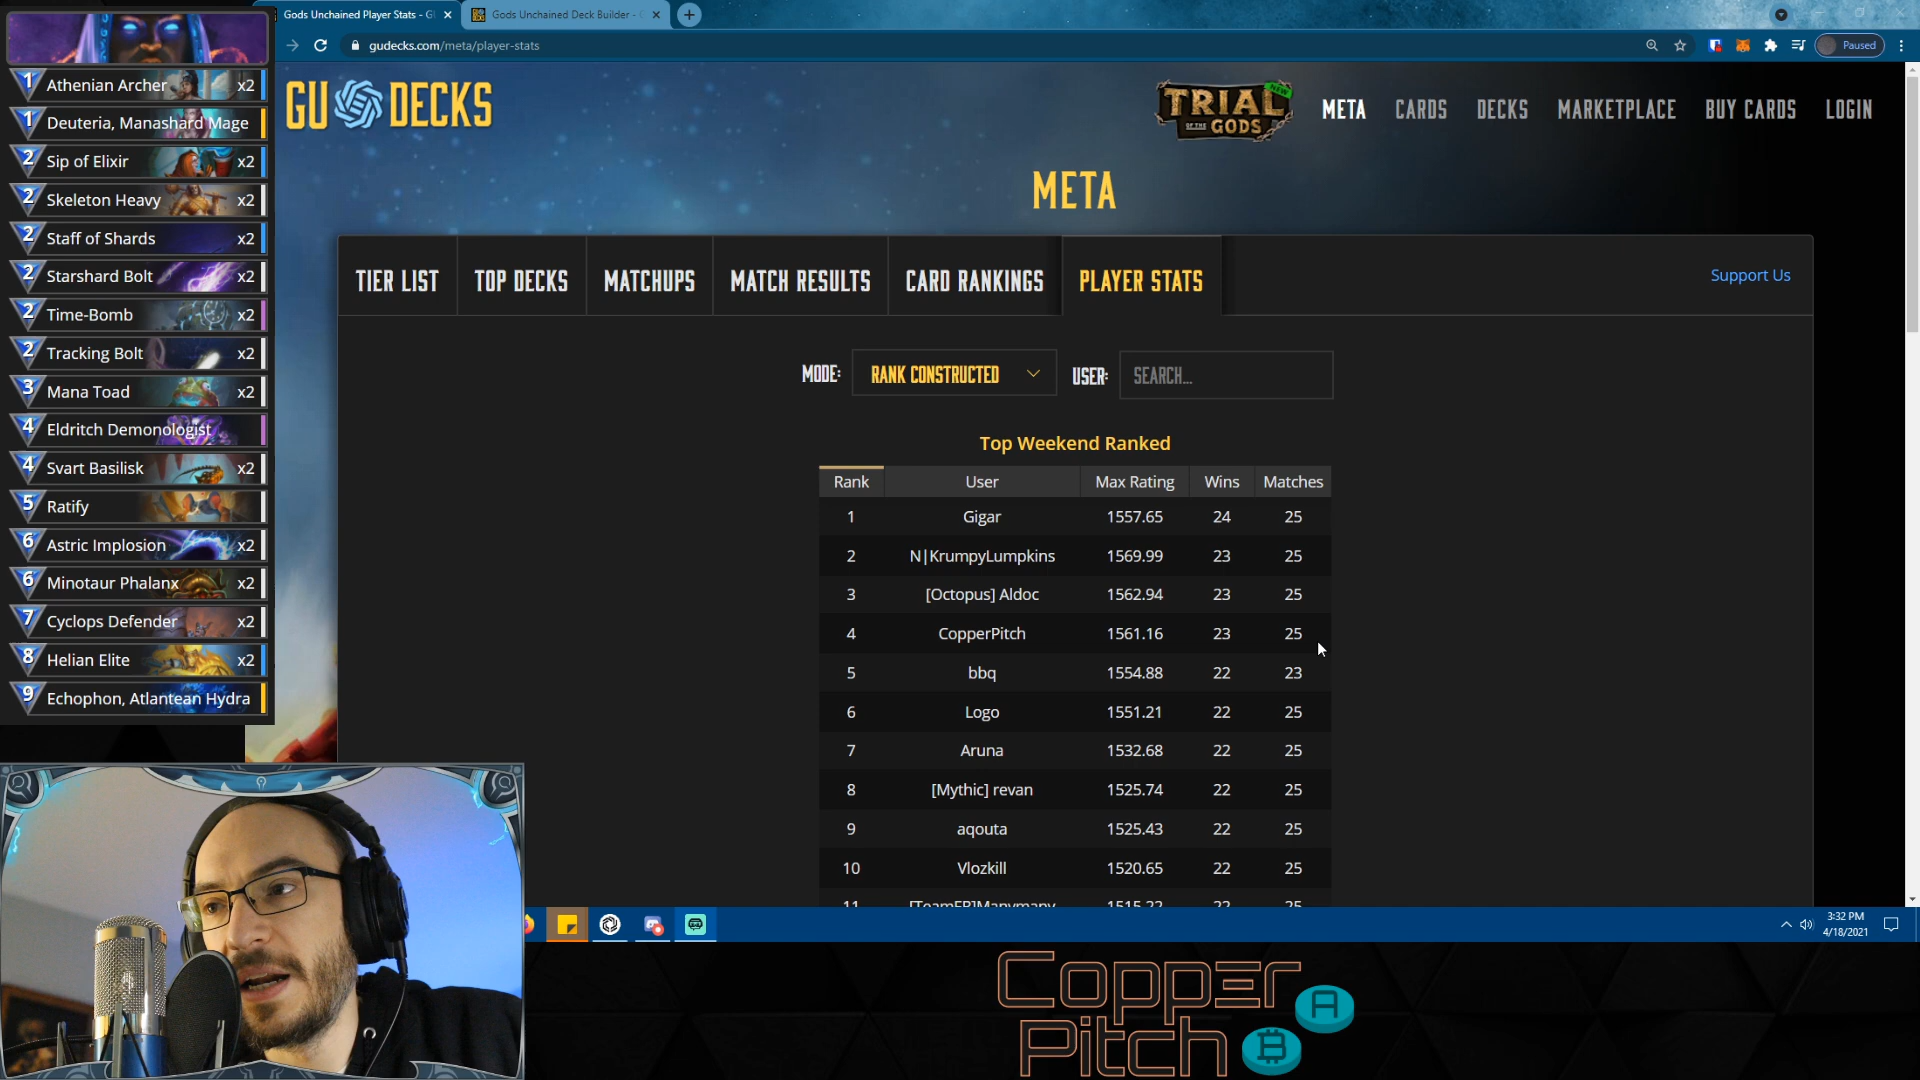 Gods Unchained Player Stats - G
Gods Unchained Deck Builder -
gudecks.com/meta/player-stats
Paused
1 Athenian Archer x2
1 Deuteria, Manashard Mage
2 Sip of Elixir x2
2 Skeleton Heavy x2
2 Staff of Shards x2
2 Starshard Bolt x2
2 Time-Bomb x2
2 Tracking Bolt x2
3 Mana Toad x2
4 Eldritch Demonologist
4 Svart Basilisk x2
5 Ratify
6 Astric Implosion x2
6 Minotaur Phalanx x2
7 Cyclops Defender x2
8 Helian Elite x2
9 Echophon, Atlantean Hydra
GU DECKS
TRIAL OF THE GODS NEW
META CARDS DECKS MARKETPLACE BUY CARDS LOGIN
META
TIER LIST TOP DECKS MATCHUPS MATCH RESULTS CARD RANKINGS PLAYER STATS
Support Us
MODE: RANK CONSTRUCTED USER: SEARCH...
Top Weekend Ranked
Rank User Max Rating Wins Matches
1 Gigar 1557.65 24 25
2 N|KrumpyLumpkins 1569.99 23 25
3 [Octopus] Aldoc 1562.94 23 25
4 CopperPitch 1561.16 23 25
5 bbq 1554.88 22 23
6 Logo 1551.21 22 25
7 Aruna 1532.68 22 25
8 [Mythic] revan 1525.74 22 25
9 aqouta 1525.43 22 25
10 Vlozkill 1520.65 22 25
11 [TeamFR]Manymany 1515.22 22 25
3:32 PM
4/18/2021
Copper
Pitch
A
B